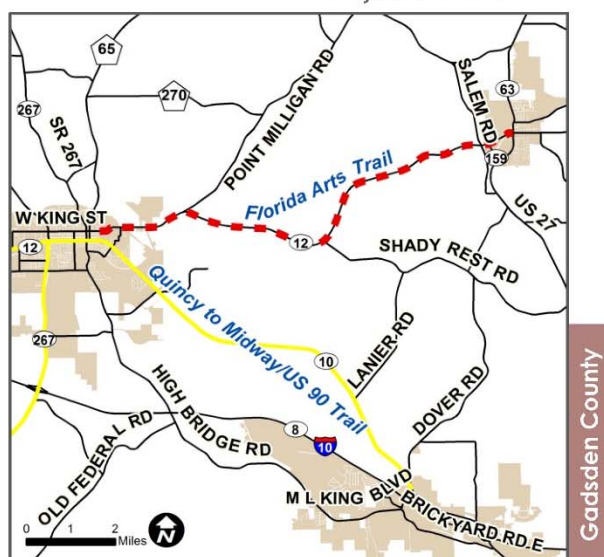 65
267
270
SR 267
POINT MILLIGAN RD
SALEM RD
63
159
Florida Arts Trail
W KING ST
12
12
US 27
SHADY REST RD
Quincy to Midway/US 90 Trail
267
10
LANIER RD
DOVER RD
HIGH BRIDGE RD
OLD FEDERAL RD
8
10
M L KING BLVD
BRICKYARD RD E
0 1 2
Miles
N
Gadsden County